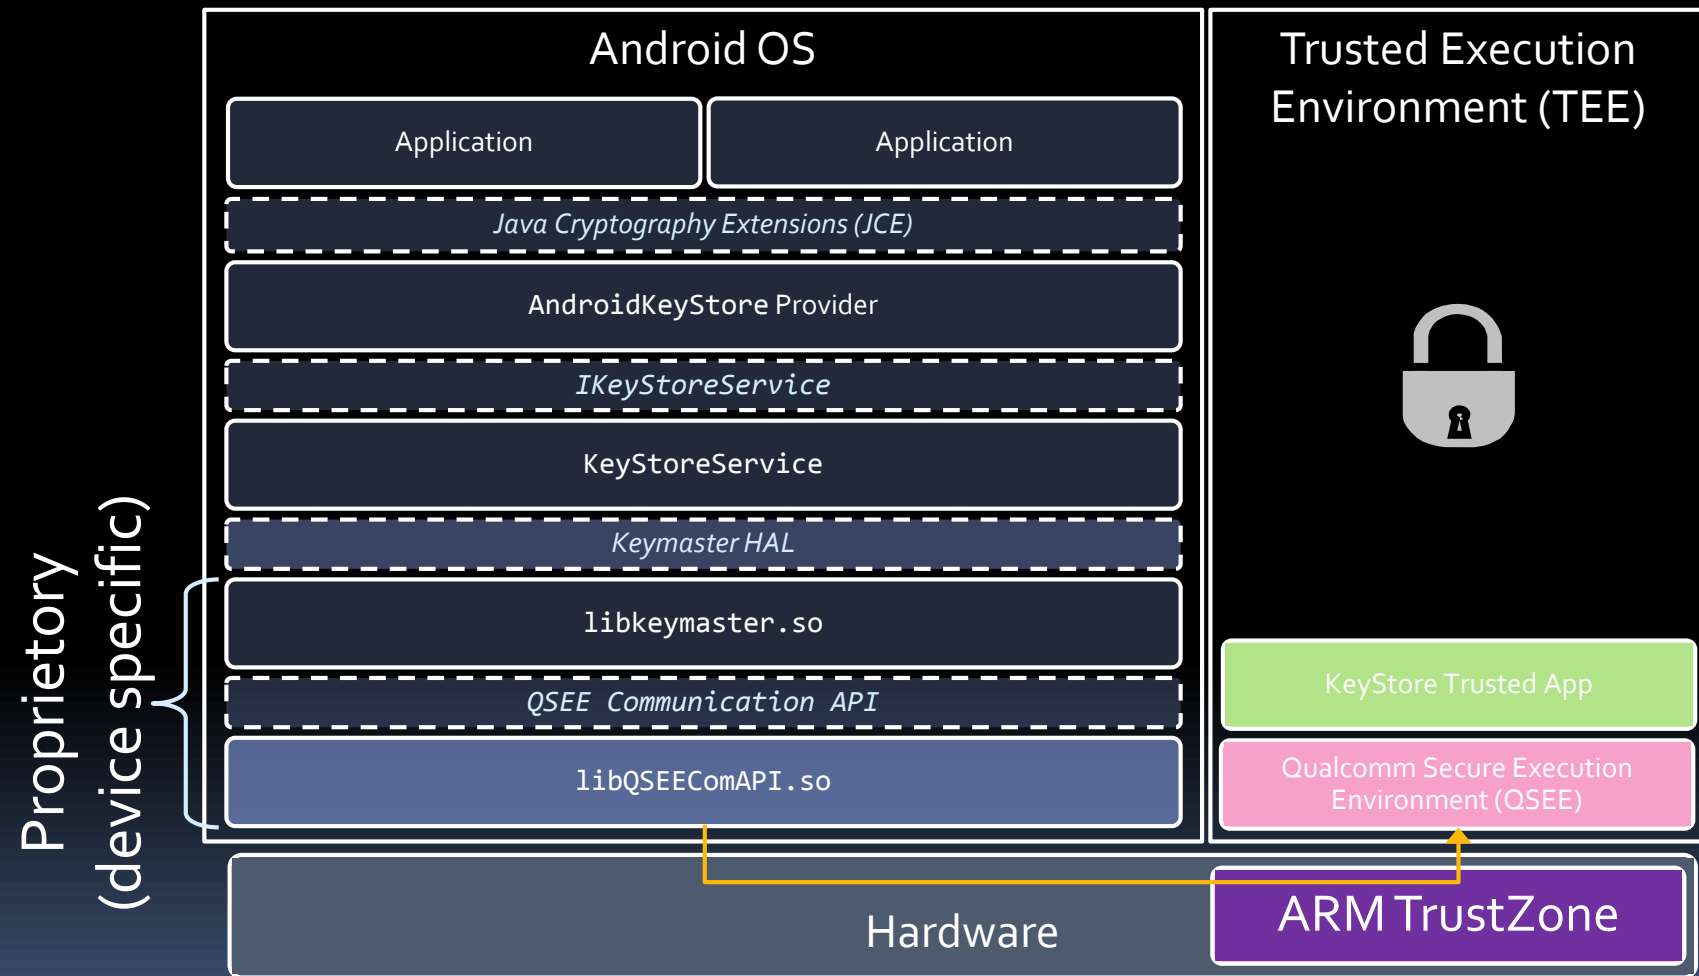 Android OS
Application
Application
Java Cryptography Extensions (JCE)
AndroidKeyStore Provider
IKeyStoreService
KeyStoreService
Keymaster HAL
libkeymaster.so
QSEE Communication API
libQSEEComAPI.so
Proprietory
(device specific)
Trusted Execution
Environment (TEE)
KeyStore Trusted App
Qualcomm Secure Execution
Environment (QSEE)
Hardware
ARM TrustZone